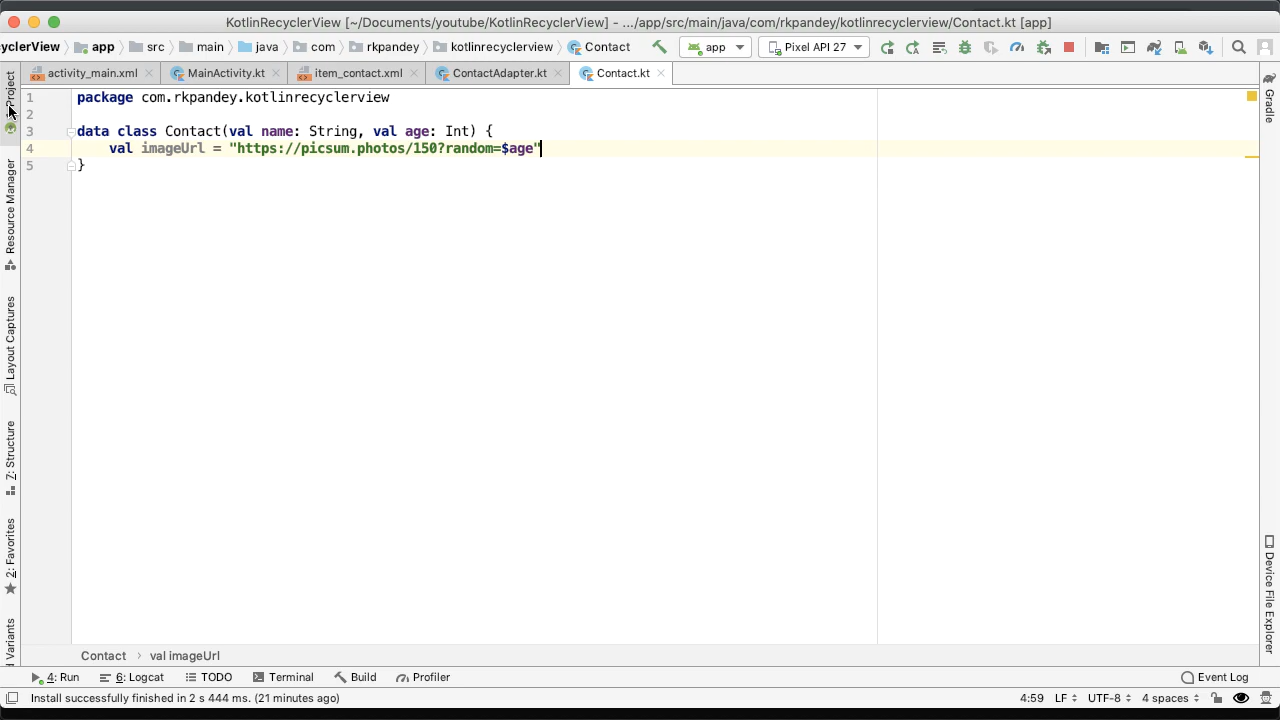 KotlinRecyclerView [~/Documents/youtube/KotlinRecyclerView] - .../app/src/main/java/com/rkpandey/kotlinrecyclerview/Contact.kt [app]
yclerView app src main java com rkpandey kotlinrecyclerview Contact app Pixel API 27
activity_main.xml MainActivity.kt item_contact.xml ContactAdapter.kt Contact.kt
1 package com.rkpandey.kotlinrecyclerview
2
3 data class Contact(val name: String, val age: Int) {
4 val imageUrl = "https://picsum.photos/150?random=$age"
5 }
Project
Resource Manager
Layout Captures
Z: Structure
2: Favorites
d Variants
Gradle
Device File Explorer
Contact › val imageUrl
4: Run 6: Logcat TODO Terminal Build Profiler Event Log
Install successfully finished in 2 s 444 ms. (21 minutes ago) 4:59 LF UTF-8 4 spaces